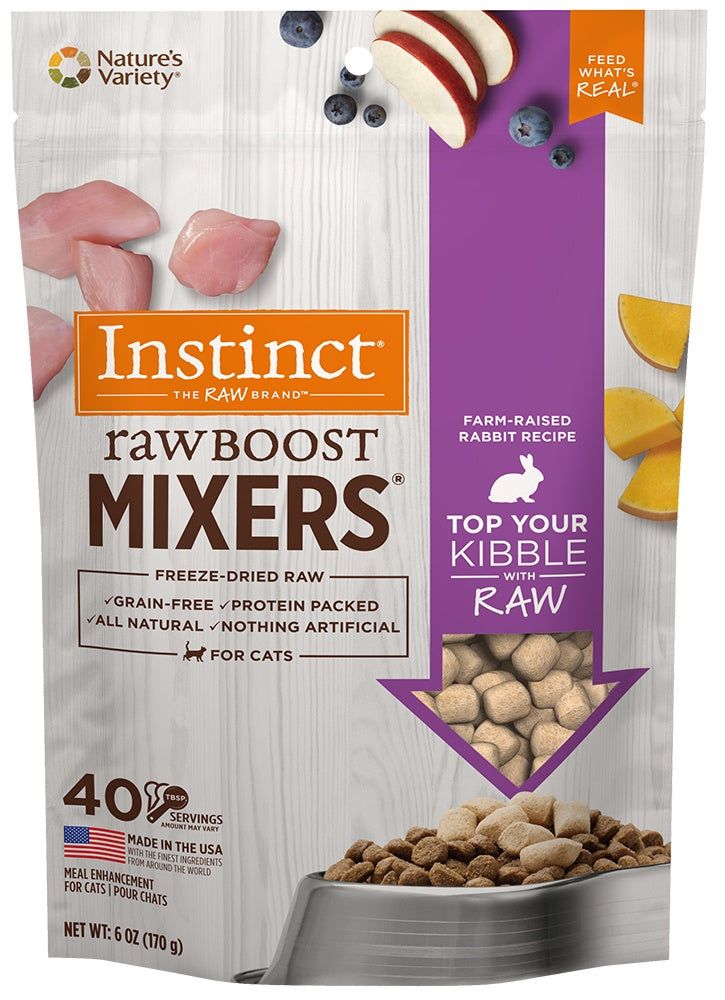 Nature's
Variety®
FEED
WHAT'S
REAL®
Instinct®
THE RAW BRAND™
raw BOOST
MIXERS®
FREEZE-DRIED RAW
✓GRAIN-FREE ✓PROTEIN PACKED
✓ALL NATURAL ✓NOTHING ARTIFICIAL
FOR CATS
FARM-RAISED
RABBIT RECIPE
TOP YOUR
KIBBLE
WITH
RAW
40 TBSP. SERVINGS
AMOUNT MAY VARY
MADE IN THE USA
WITH THE FINEST INGREDIENTS
FROM AROUND THE WORLD
MEAL ENHANCEMENT
FOR CATS | POUR CHATS
NET WT: 6 OZ (170 g)